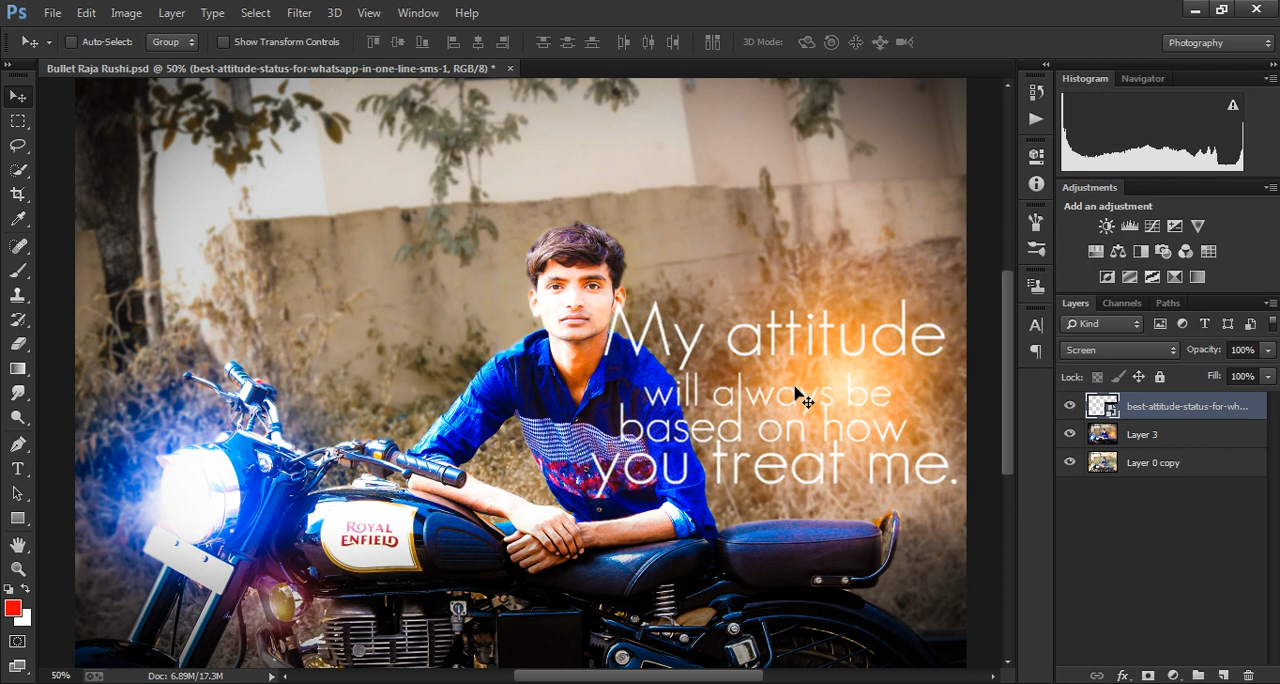 Ps File Edit Image Layer Type Select Filter 3D View Window Help
Auto-Select: Group Show Transform Controls 3D Mode: Photography
Bullet Raja Rushi.psd @ 50% (best-attitude-status-for-whatsapp-in-one-line-sms-1, RGB/8) *
Histogram Navigator
Adjustments
Add an adjustment
Layers Channels Paths
Kind
Screen Opacity: 100%
Lock: Fill: 100%
best-attitude-status-for-wh...
Layer 3
Layer 0 copy
My attitude
will always be
based on how
you treat me.
ROYAL
ENFIELD
50% Doc: 6.89M/17.3M